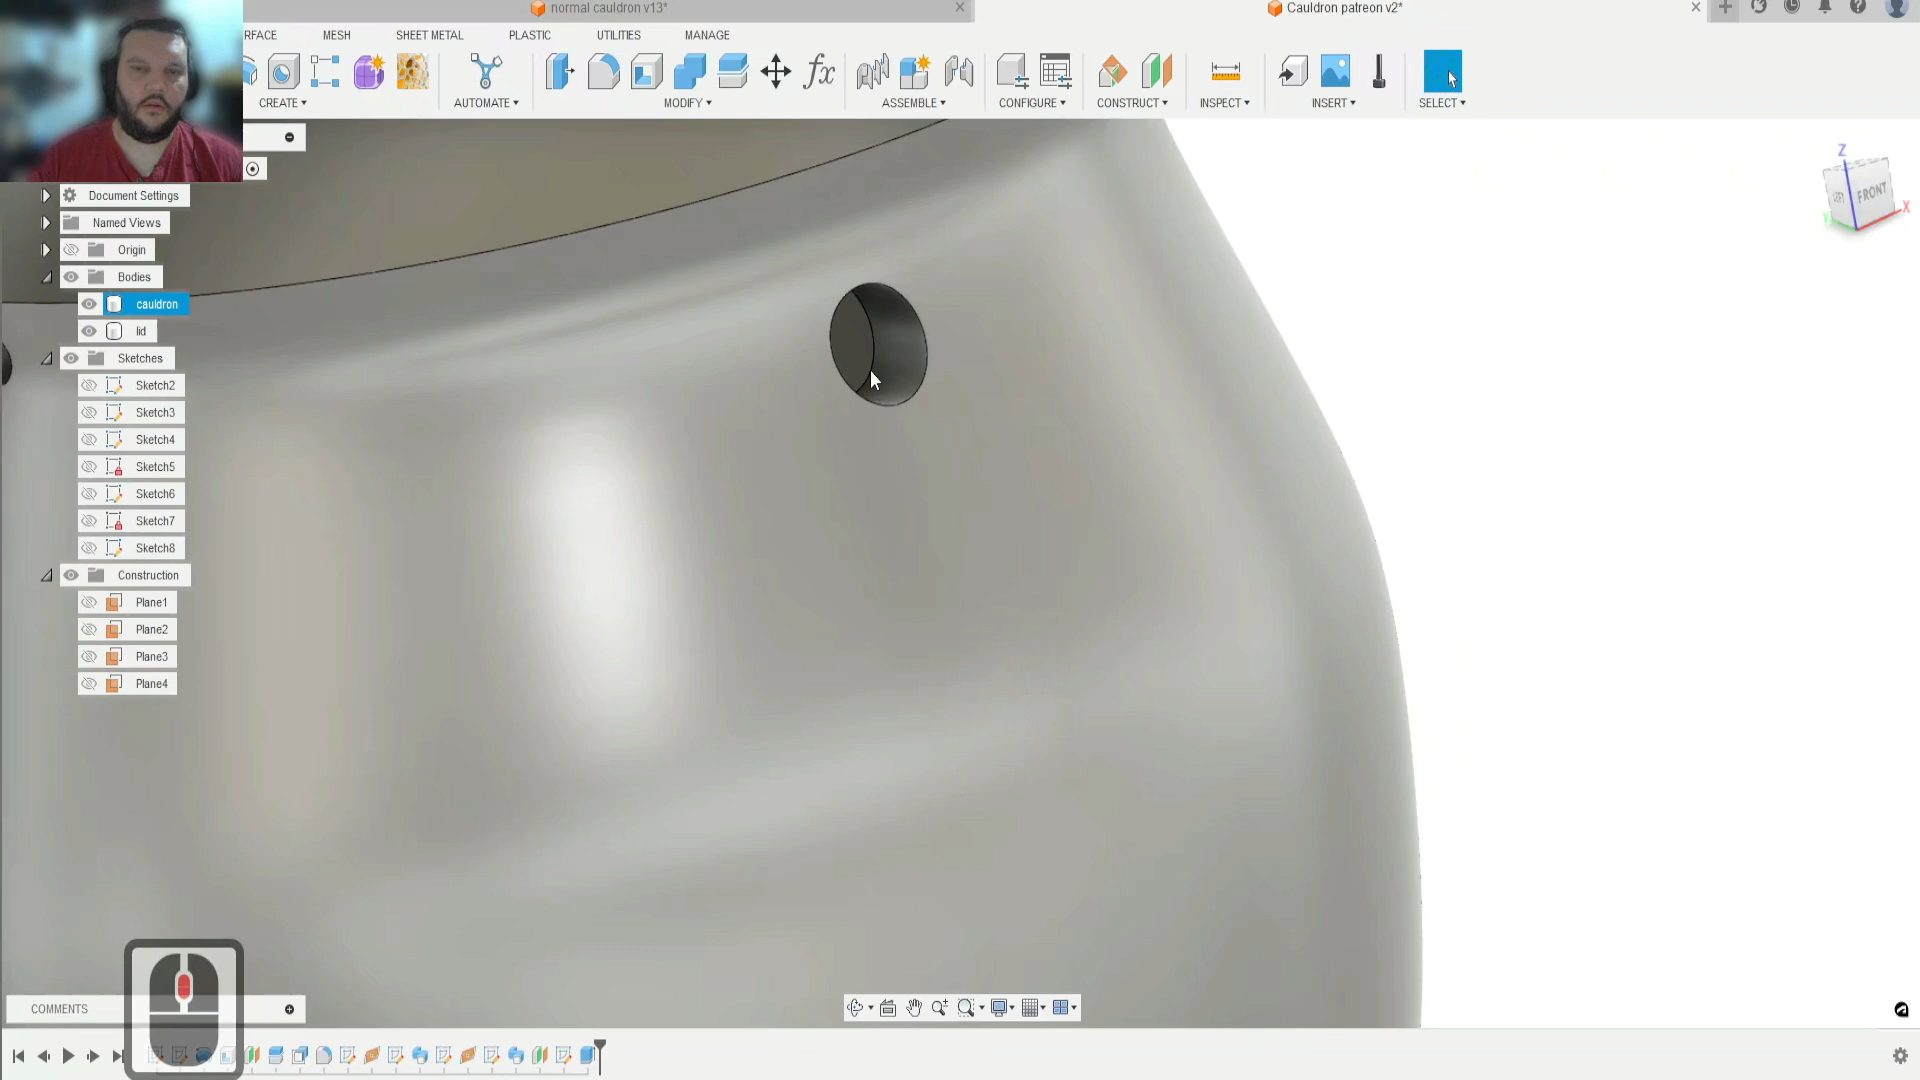 normal cauldron v13*
Cauldron patreon v2*
RFACE
MESH
SHEET METAL
PLASTIC
UTILITIES
MANAGE
fx
CREATE
AUTOMATE
MODIFY
ASSEMBLE
CONFIGURE
CONSTRUCT
INSPECT
INSERT
SELECT
Z
LEFT
FRONT
X
Y
Document Settings
Named Views
Origin
Bodies
cauldron
lid
Sketches
Sketch2
Sketch3
Sketch4
Sketch5
Sketch6
Sketch7
Sketch8
Construction
Plane1
Plane2
Plane3
Plane4
COMMENTS